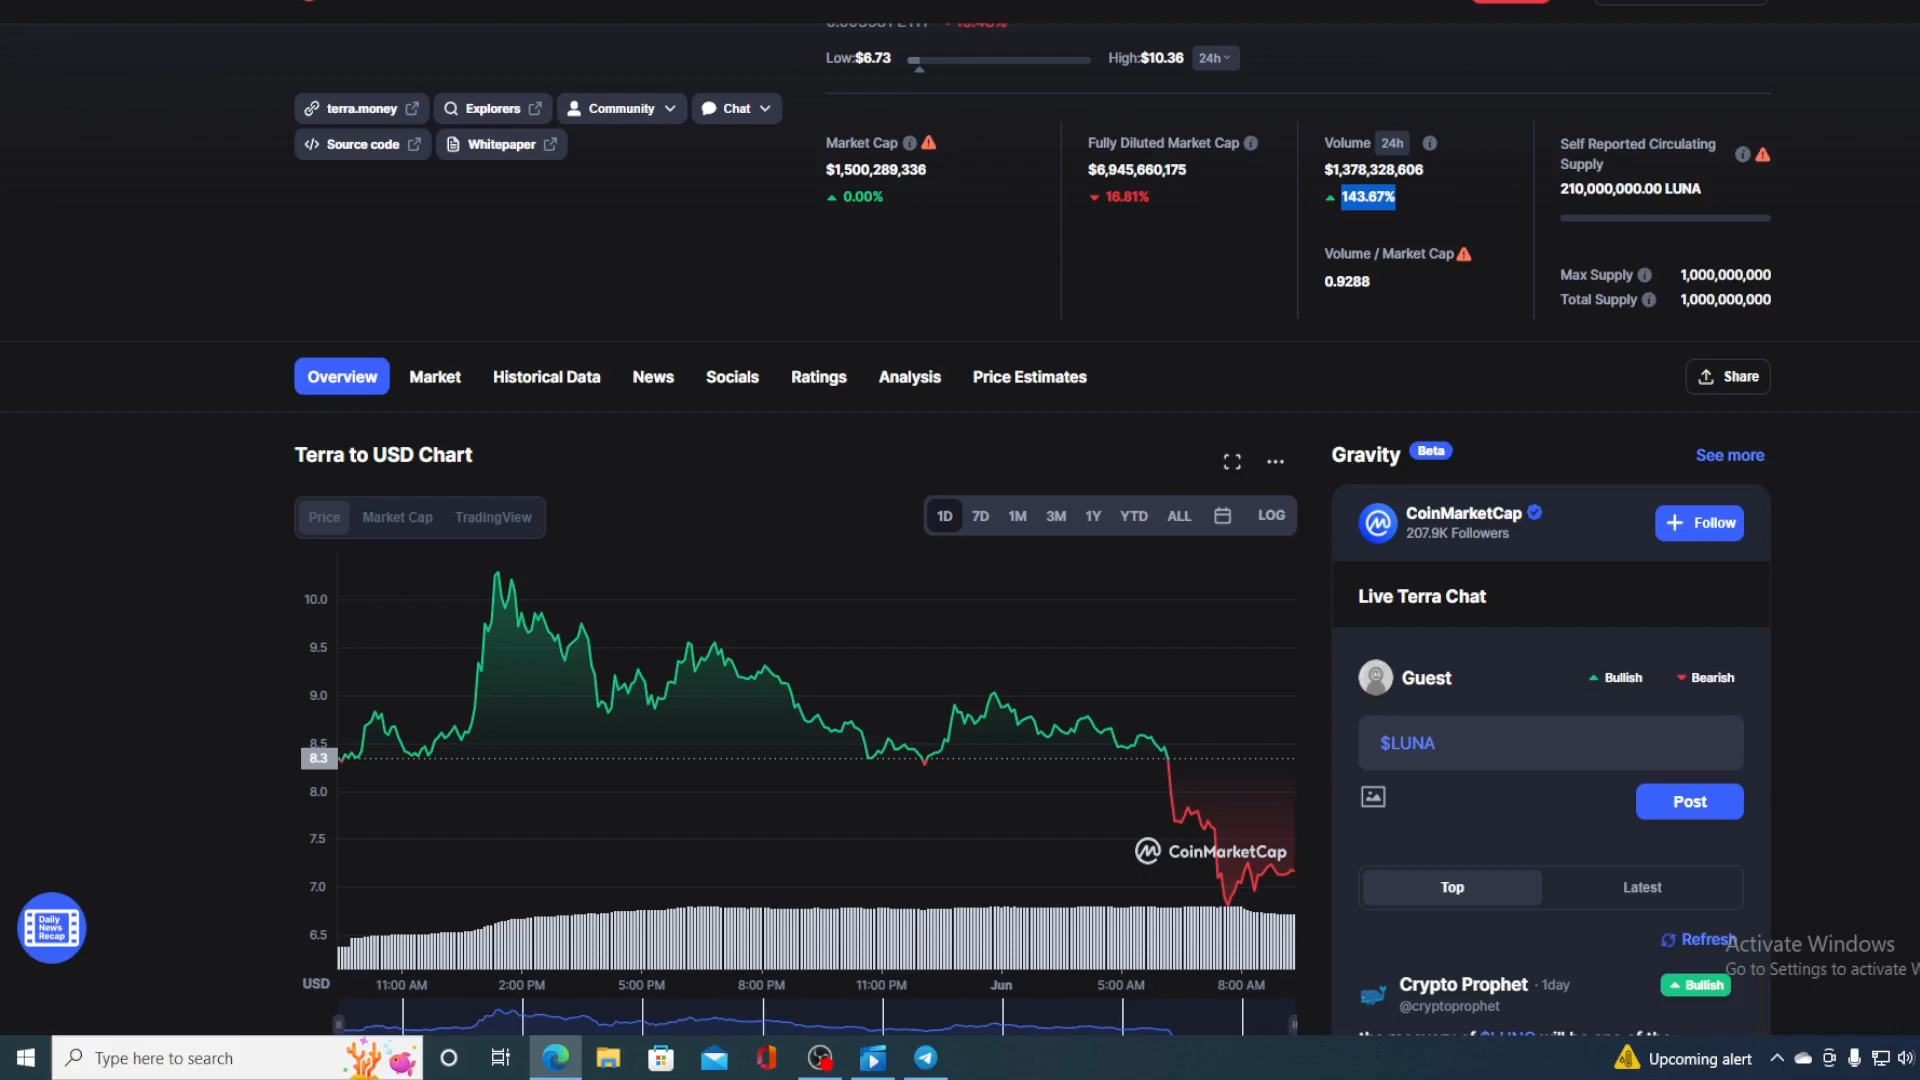 Low:$6.73 High:$10.36 24h
terra.money Explorers Community Chat
Source code Whitepaper
Market Cap
$1,500,289,336
0.00%
Fully Diluted Market Cap
$6,945,660,175
16.81%
Volume 24h
$1,378,328,606
143.67%
Volume / Market Cap
0.9288
Self Reported Circulating
Supply
210,000,000.00 LUNA
Max Supply 1,000,000,000
Total Supply 1,000,000,000
Overview Market Historical Data News Socials Ratings Analysis Price Estimates Share
Terra to USD Chart
Price Market Cap TradingView
1D 7D 1M 3M 1Y YTD ALL LOG
10.0
9.5
9.0
8.5
8.3
8.0
7.5
7.0
6.5
CoinMarketCap
USD 11:00 AM 2:00 PM 5:00 PM 8:00 PM 11:00 PM Jun 5:00 AM 8:00 AM
Gravity Beta See more
CoinMarketCap
207.9K Followers
Follow
Live Terra Chat
Guest Bullish Bearish
$LUNA
Post
Top Latest
Refresh
Crypto Prophet · 1day
@cryptoprophet
Bullish
Activate Windows
Go to Settings to activate W
Daily
News
Recap
Type here to search
Upcoming alert